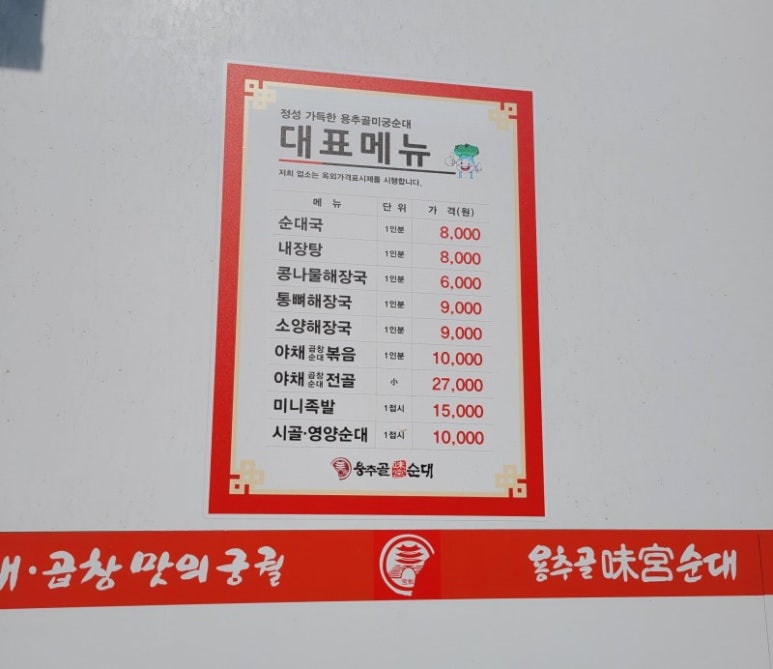 정성 가득한 용추골미궁순대
대표메뉴
저희 업소는 옥외가격표시제를 시행합니다.
메 뉴 단 위 가 격(원)
순대국 1인분 8,000
내장탕 1인분 8,000
콩나물해장국 1인분 6,000
통뼈해장국 1인분 9,000
소양해장국 1인분 9,000
야채 곱창 순대 볶음 1인분 10,000
야채 곱창 순대 전골 小 27,000
미니족발 1접시 15,000
시골·영양순대 1접시 10,000
용추골 味宮 순대
·곱창 맛의 궁궐
용추골 味宮 순대